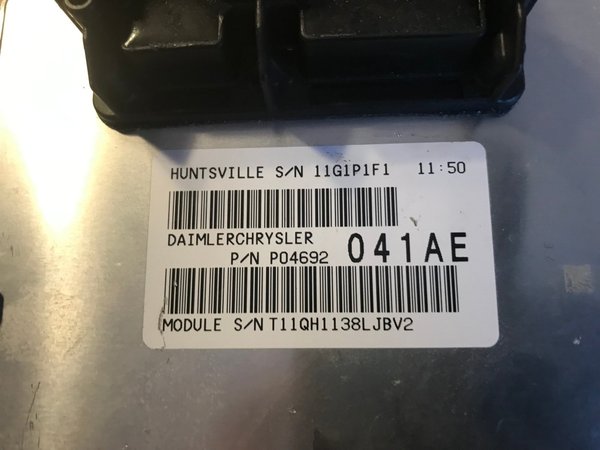 HUNTSVILLE S/N 11G1P1F1 11:50
DAIMLERCHRYSLER
P/N P04692 041AE
MODULE S/N T11QH1138LJBV2